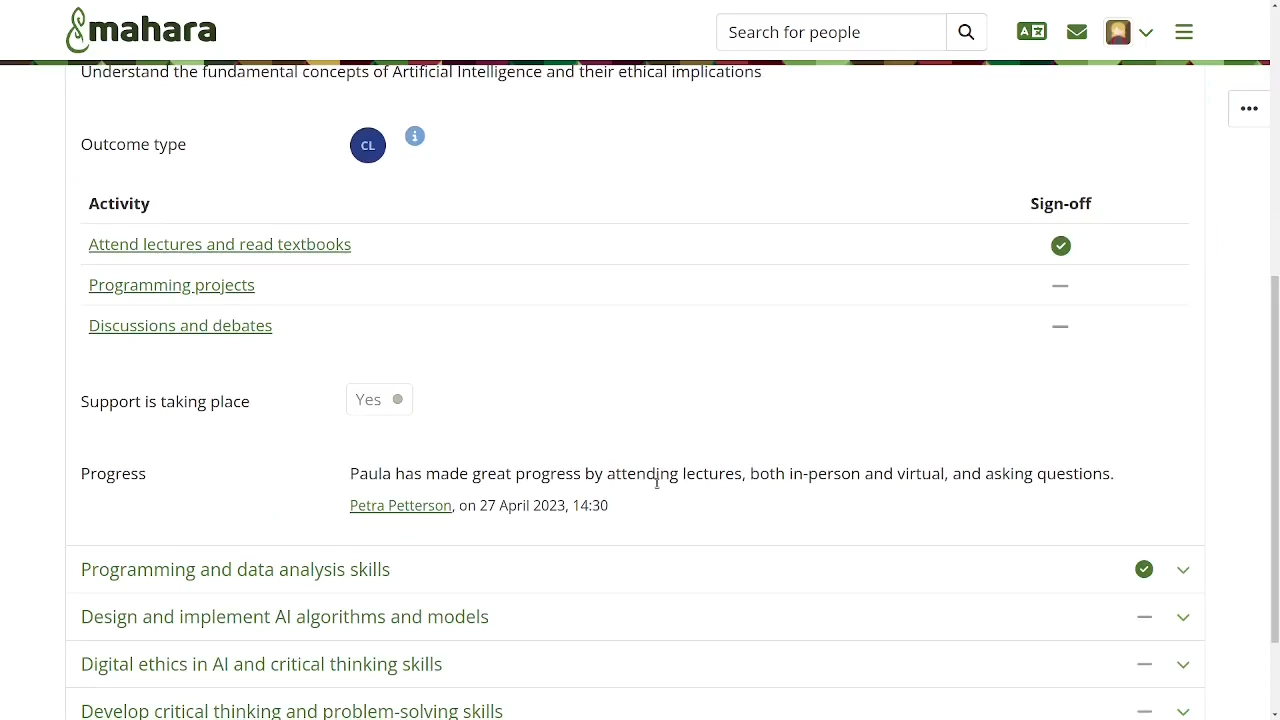 mahara
Search for people
Understand the fundamental concepts of Artificial Intelligence and their ethical implications
Outcome type CL
Activity Sign-off
Attend lectures and read textbooks
Programming projects
Discussions and debates
Support is taking place Yes
Progress Paula has made great progress by attending lectures, both in-person and virtual, and asking questions.
Petra Petterson, on 27 April 2023, 14:30
Programming and data analysis skills
Design and implement AI algorithms and models
Digital ethics in AI and critical thinking skills
Develop critical thinking and problem-solving skills